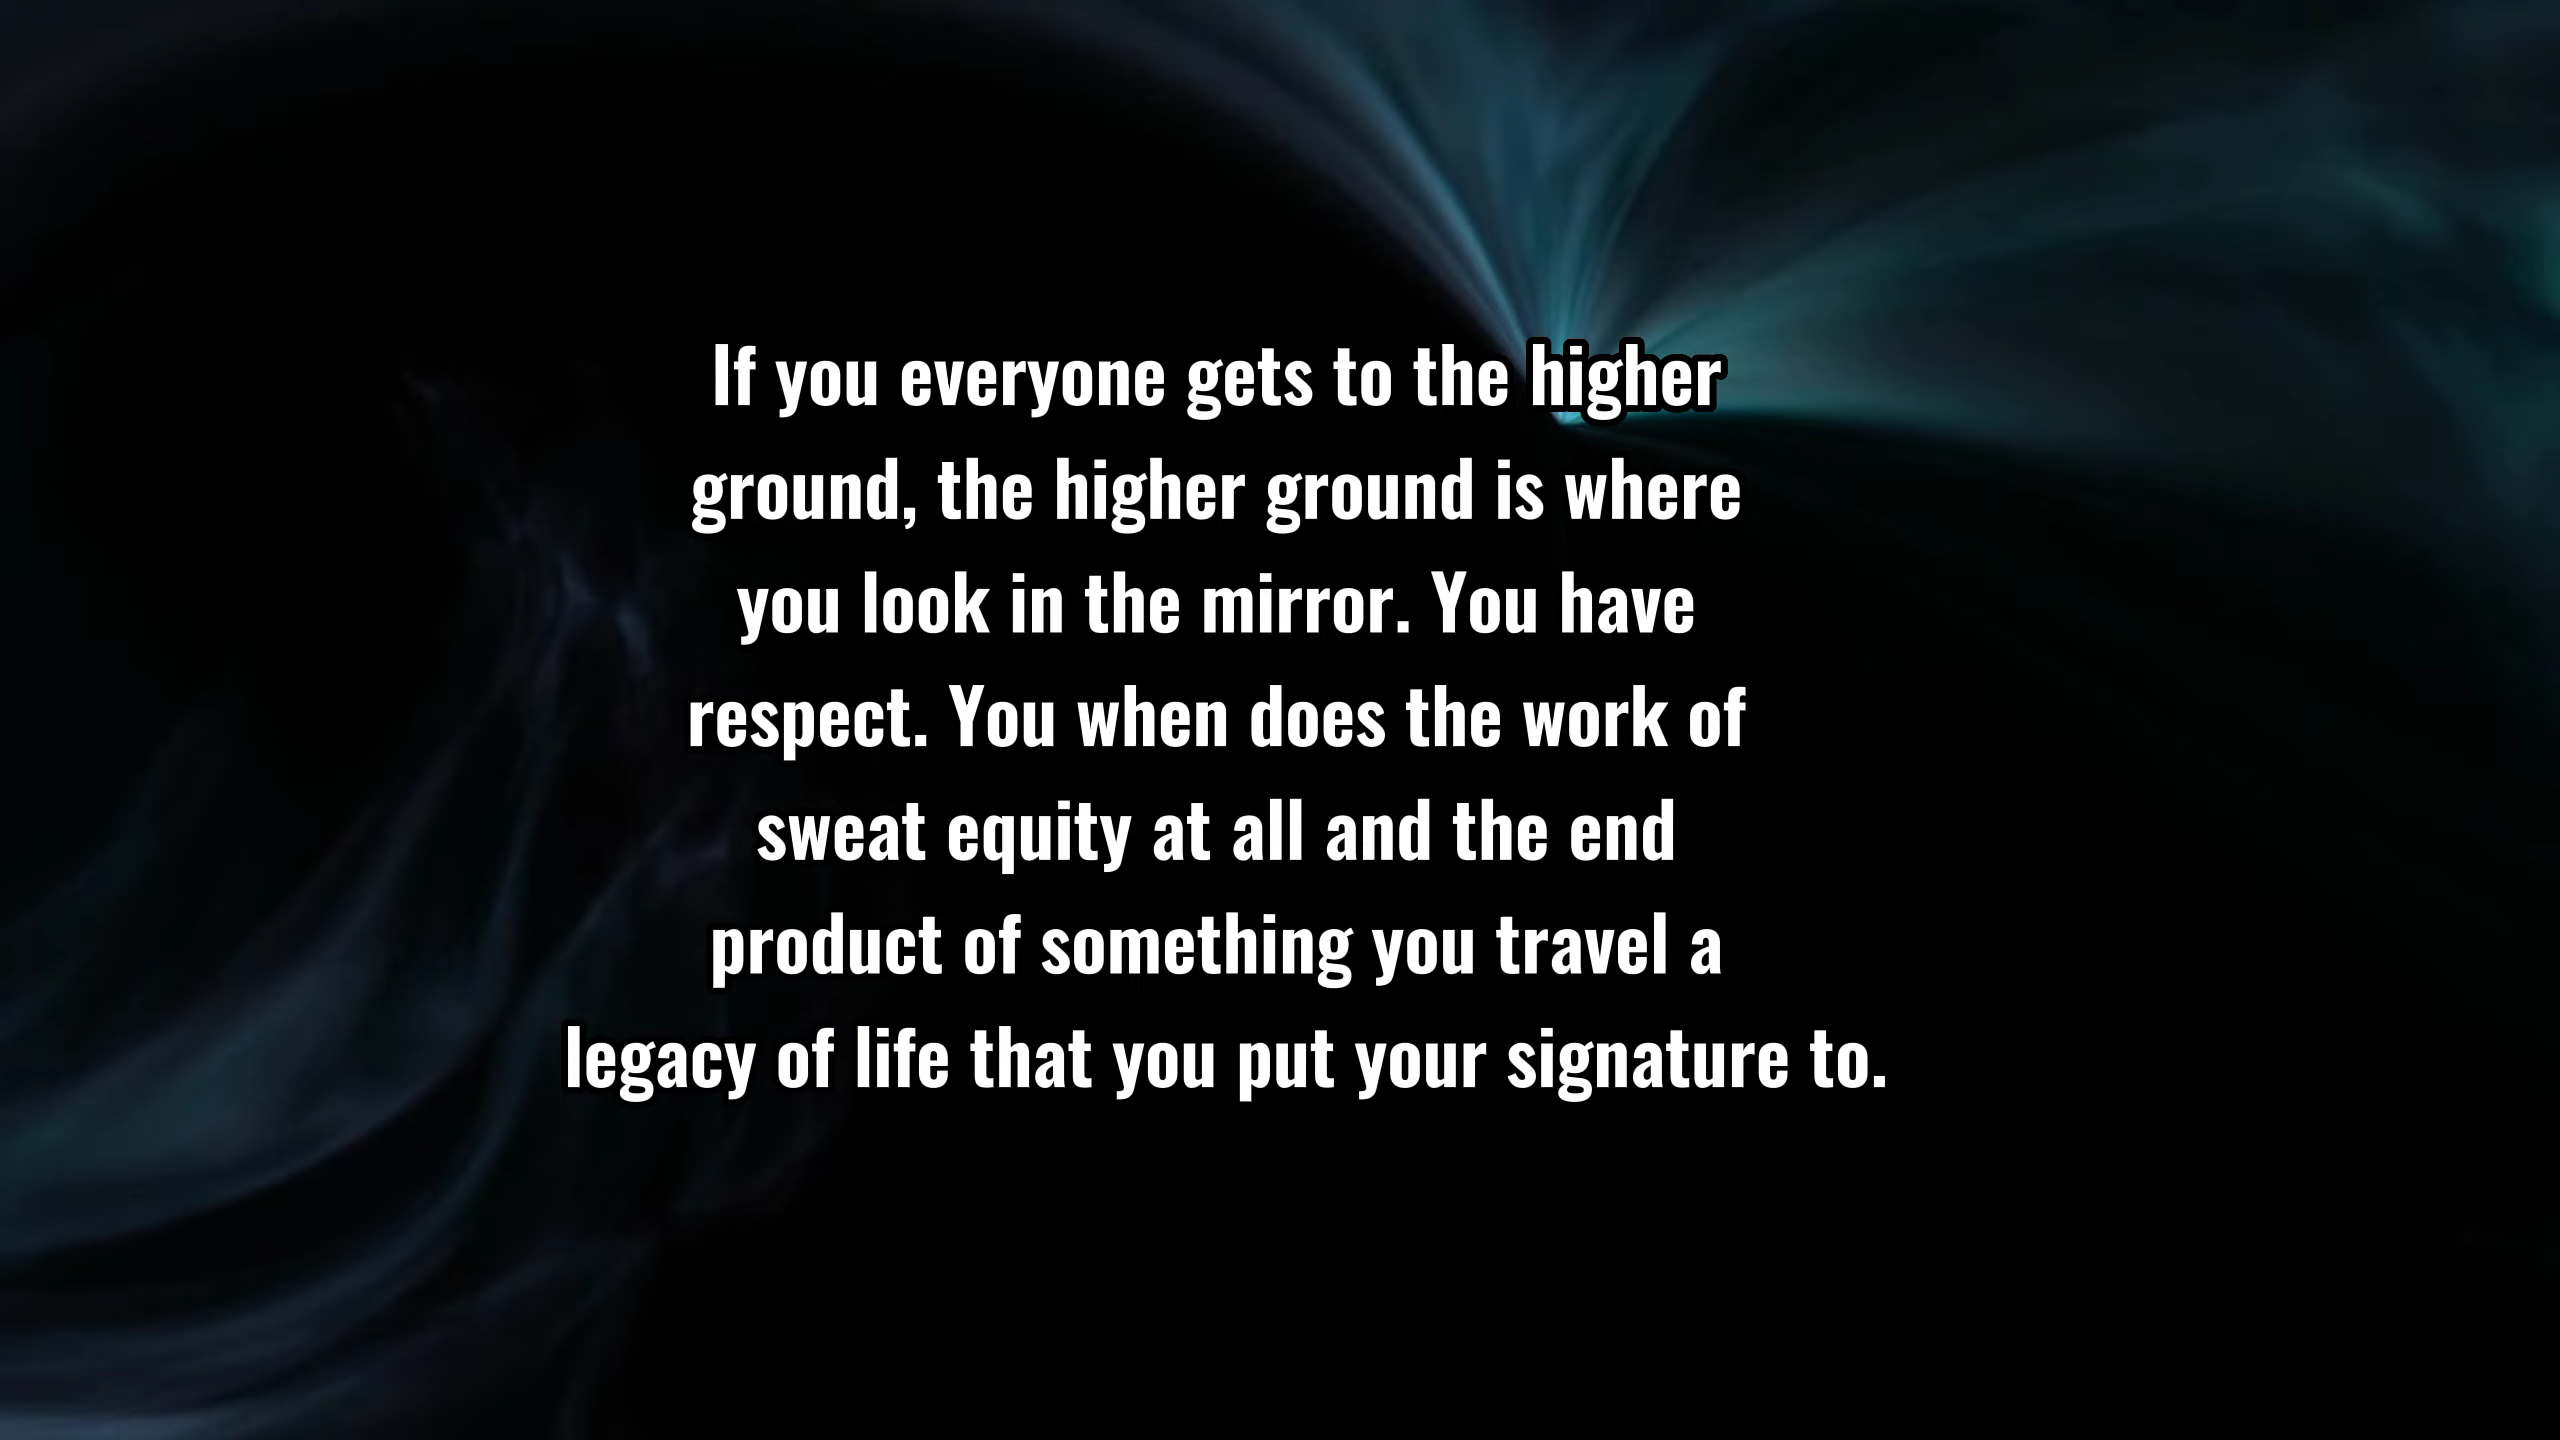 If you everyone gets to the higher
ground, the higher ground is where
you look in the mirror. You have
respect. You when does the work of
sweat equity at all and the end
product of something you travel a
legacy of life that you put your signature to.